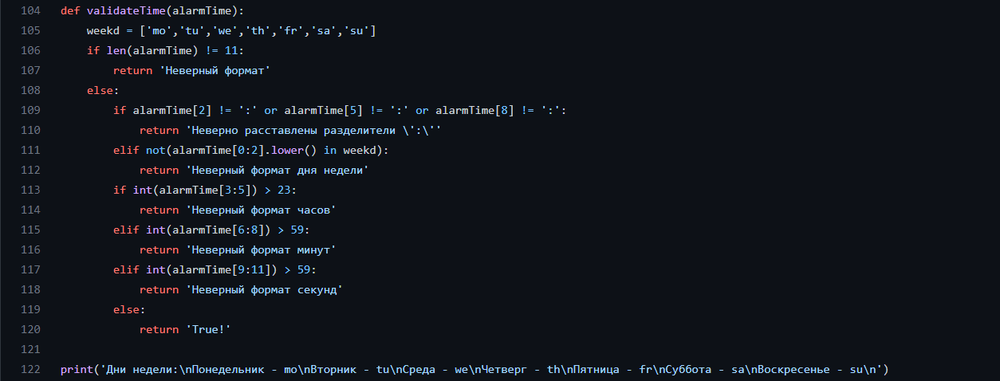 104 def validateTime(alarmTime):
105     weekd = ['mo','tu','we','th','fr','sa','su']
106     if len(alarmTime) != 11:
107         return 'Неверный формат'
108     else:
109         if alarmTime[2] != ':' or alarmTime[5] != ':' or alarmTime[8] != ':':
110             return 'Неверно расставлены разделители \':\''
111         elif not(alarmTime[0:2].lower() in weekd):
112             return 'Неверный формат дня недели'
113         if int(alarmTime[3:5]) > 23:
114             return 'Неверный формат часов'
115         elif int(alarmTime[6:8]) > 59:
116             return 'Неверный формат минут'
117         elif int(alarmTime[9:11]) > 59:
118             return 'Неверный формат секунд'
119         else:
120             return 'True!'
121
122 print('Дни недели:\nПонедельник - mo\nВторник - tu\nСреда - we\nЧетверг - th\nПятница - fr\nСуббота - sa\nВоскресенье - su\n')